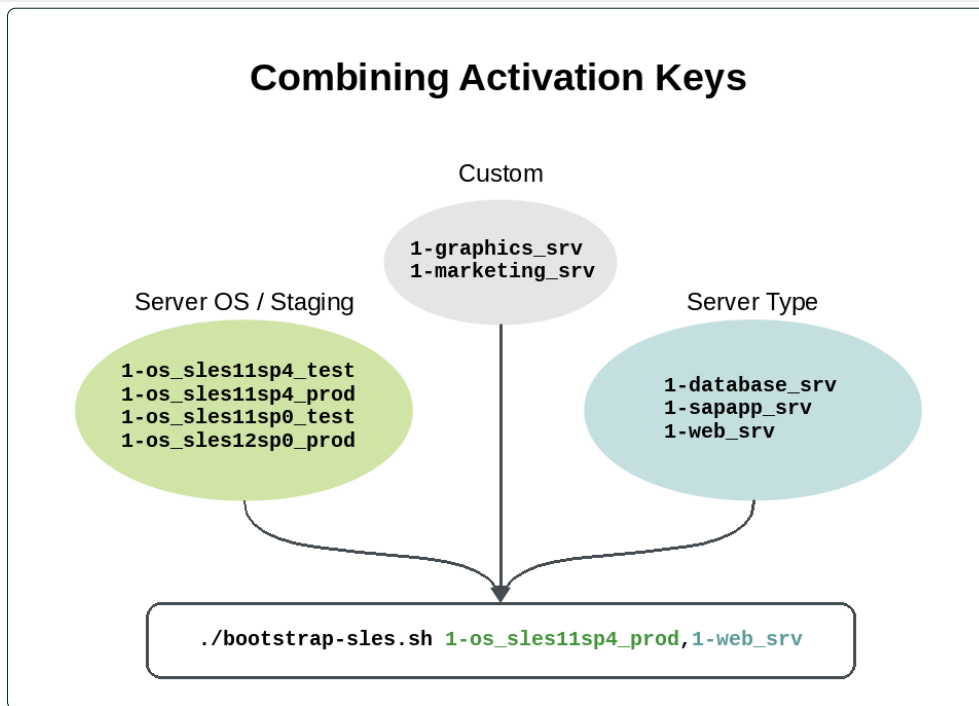 Combining Activation Keys
Custom
1-graphics_srv
1-marketing_srv
Server OS / Staging
1-os_sles11sp4_test
1-os_sles11sp4_prod
1-os_sles11sp0_test
1-os_sles12sp0_prod
Server Type
1-database_srv
1-sapapp_srv
1-web_srv
./bootstrap-sles.sh 1-os_sles11sp4_prod,1-web_srv